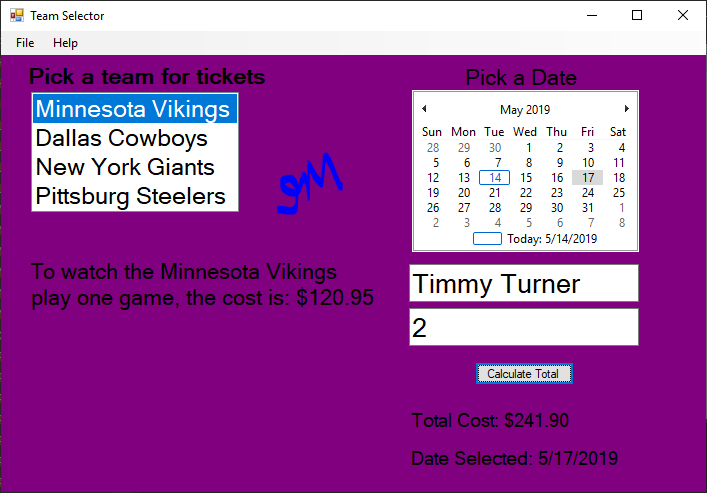 Team Selector
File Help
Pick a team for tickets
Minnesota Vikings
Dallas Cowboys
New York Giants
Pittsburg Steelers
To watch the Minnesota Vikings
play one game, the cost is: $120.95
Pick a Date
May 2019
Sun Mon Tue Wed Thu Fri Sat
28 29 30 1 2 3 4
5 6 7 8 9 10 11
12 13 14 15 16 17 18
19 20 21 22 23 24 25
26 27 28 29 30 31 1
2 3 4 5 6 7 8
Today: 5/14/2019
Timmy Turner
2
Calculate Total
Total Cost: $241.90
Date Selected: 5/17/2019